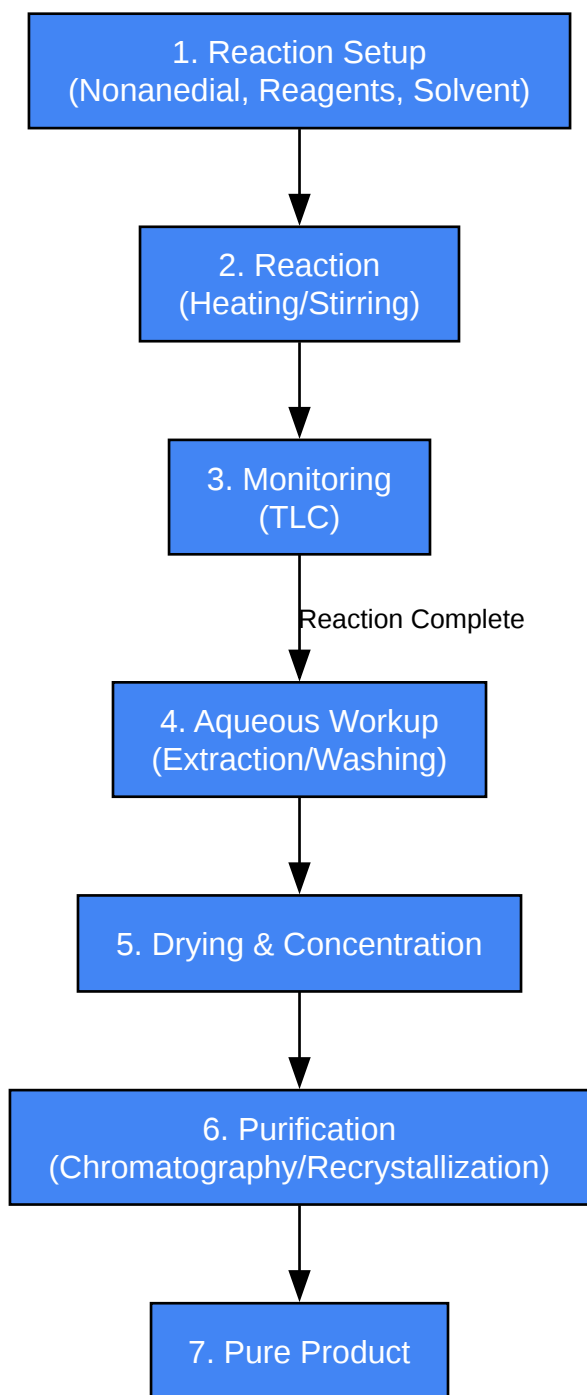 1. Reaction Setup
(Nonanedial, Reagents, Solvent)
2. Reaction
(Heating/Stirring)
3. Monitoring
(TLC)
Reaction Complete
4. Aqueous Workup
(Extraction/Washing)
5. Drying & Concentration
6. Purification
(Chromatography/Recrystallization)
7. Pure Product